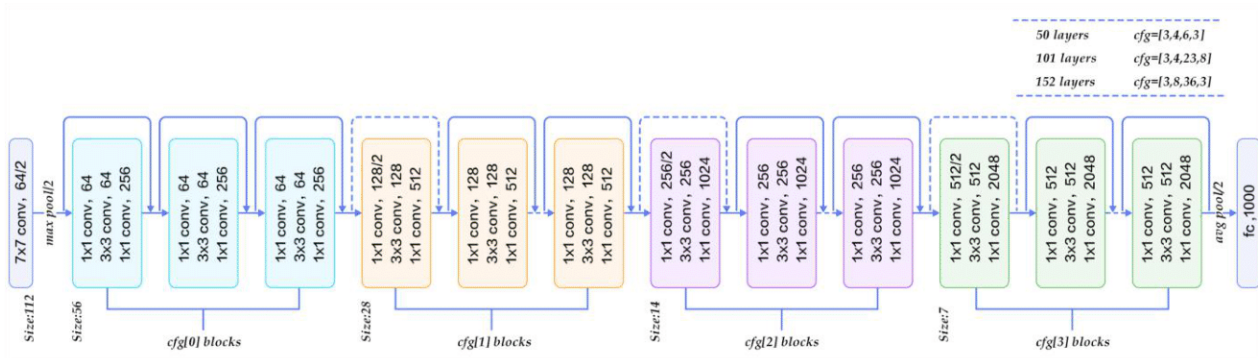 50 layers cfg=[3,4,6,3]
101 layers cfg=[3,4,23,8]
152 layers cfg=[3,8,36,3]
7x7 conv, 64/2
max pool/2
1x1 conv, 64
3x3 conv, 64
1x1 conv, 256
1x1 conv, 64
3x3 conv, 64
1x1 conv, 256
1x1 conv, 64
3x3 conv, 64
1x1 conv, 256
1x1 conv, 128/2
3x3 conv, 128
1x1 conv, 512
1x1 conv, 128
3x3 conv, 128
1x1 conv, 512
1x1 conv, 128
3x3 conv, 128
1x1 conv, 512
1x1 conv, 256/2
3x3 conv, 256
1x1 conv, 1024
1x1 conv, 256
3x3 conv, 256
1x1 conv, 1024
1x1 conv, 256
3x3 conv, 256
1x1 conv, 1024
1x1 conv, 512/2
3x3 conv, 512
1x1 conv, 2048
1x1 conv, 512
3x3 conv, 512
1x1 conv, 2048
1x1 conv, 512
3x3 conv, 512
1x1 conv, 2048
avg pool/2
fc ,1000
Size:112
Size:56
cfg[0] blocks
Size:28
cfg[1] blocks
Size:14
cfg[2] blocks
Size:7
cfg[3] blocks